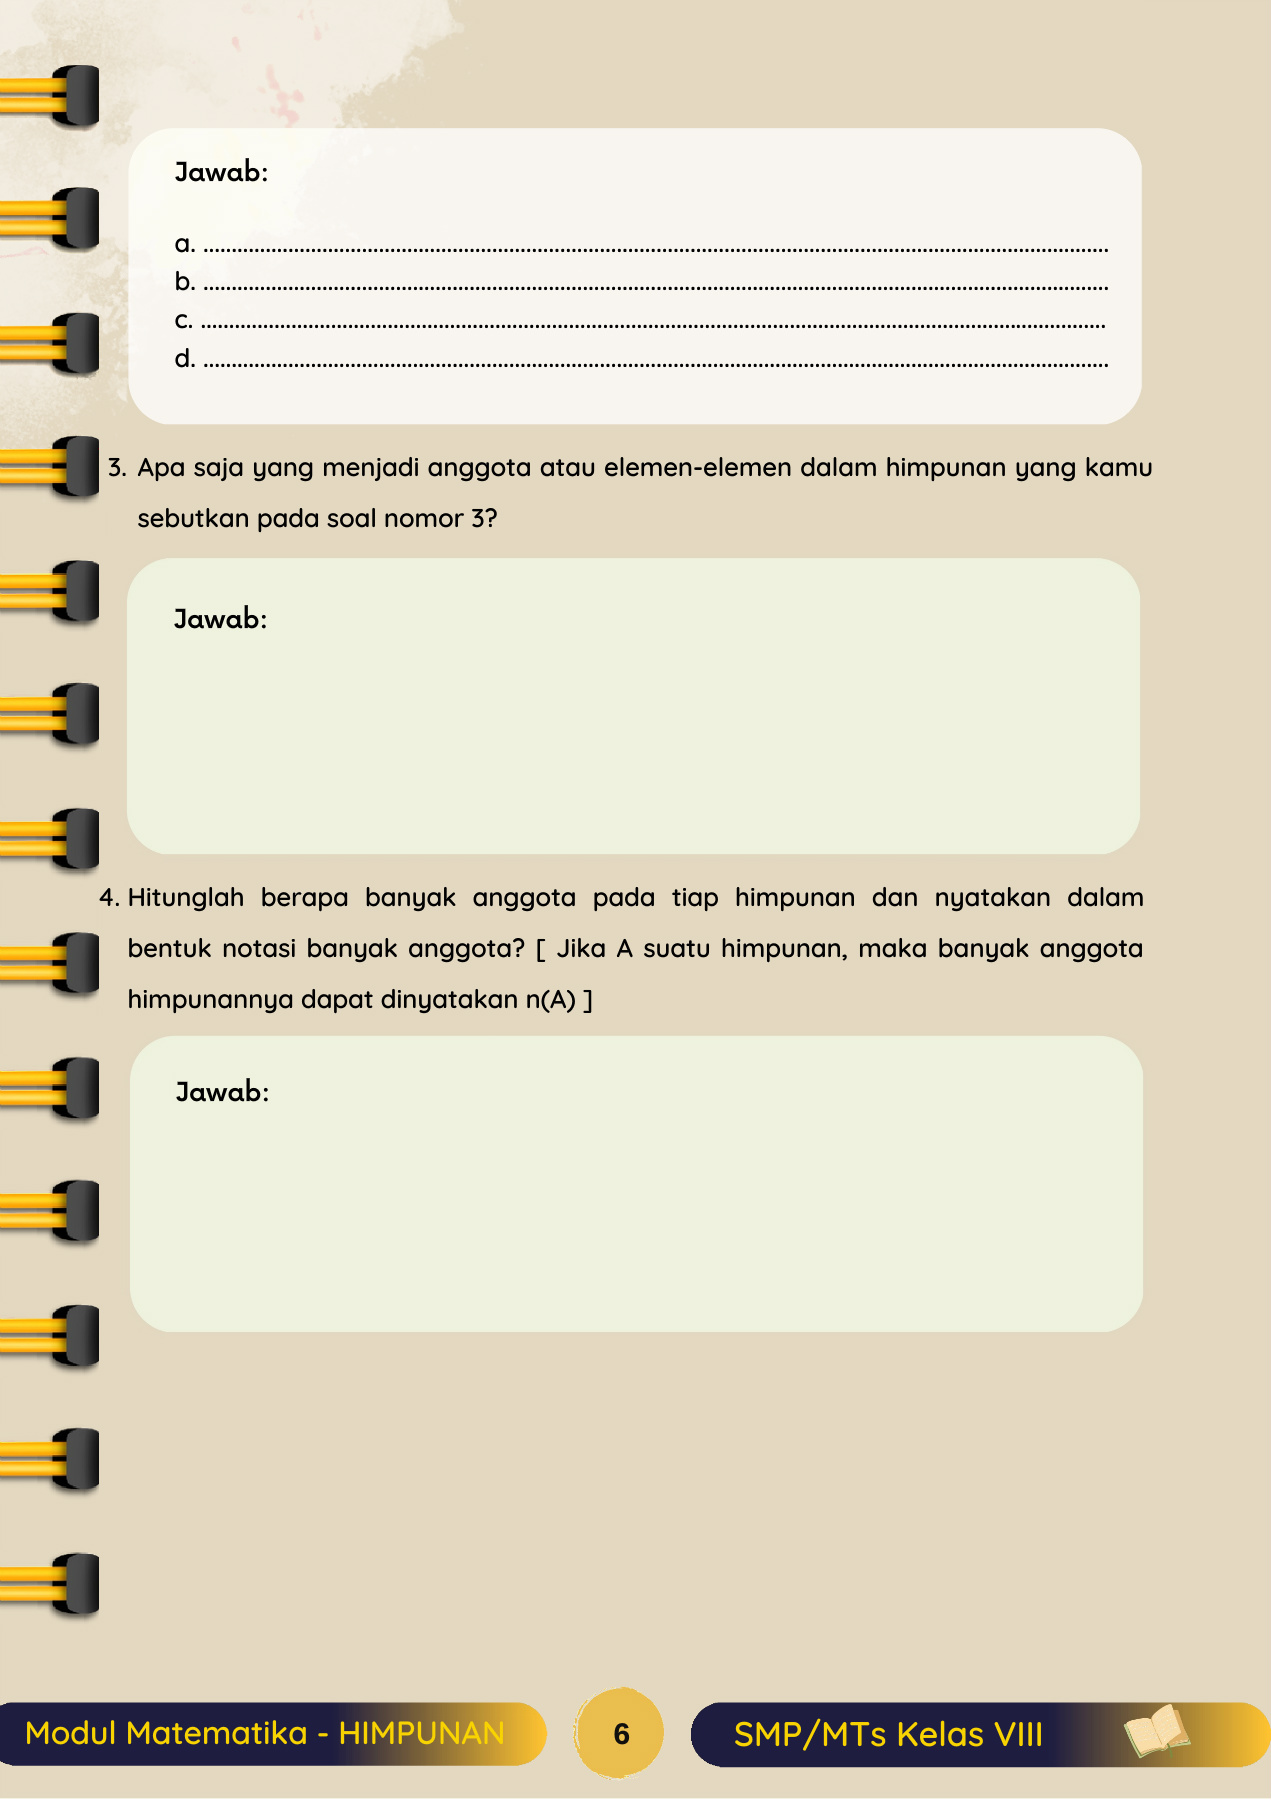 Jawab:
a. ................................................................................................................................................................
b. ................................................................................................................................................................
c. ................................................................................................................................................................
d. ................................................................................................................................................................
3. Apa saja yang menjadi anggota atau elemen-elemen dalam himpunan yang kamu
sebutkan pada soal nomor 3?
Jawab:
4. Hitunglah berapa banyak anggota pada tiap himpunan dan nyatakan dalam
bentuk notasi banyak anggota? [ Jika A suatu himpunan, maka banyak anggota
himpunannya dapat dinyatakan n(A) ]
Jawab:
Modul Matematika - HIMPUNAN
6
SMP/MTs Kelas VIII